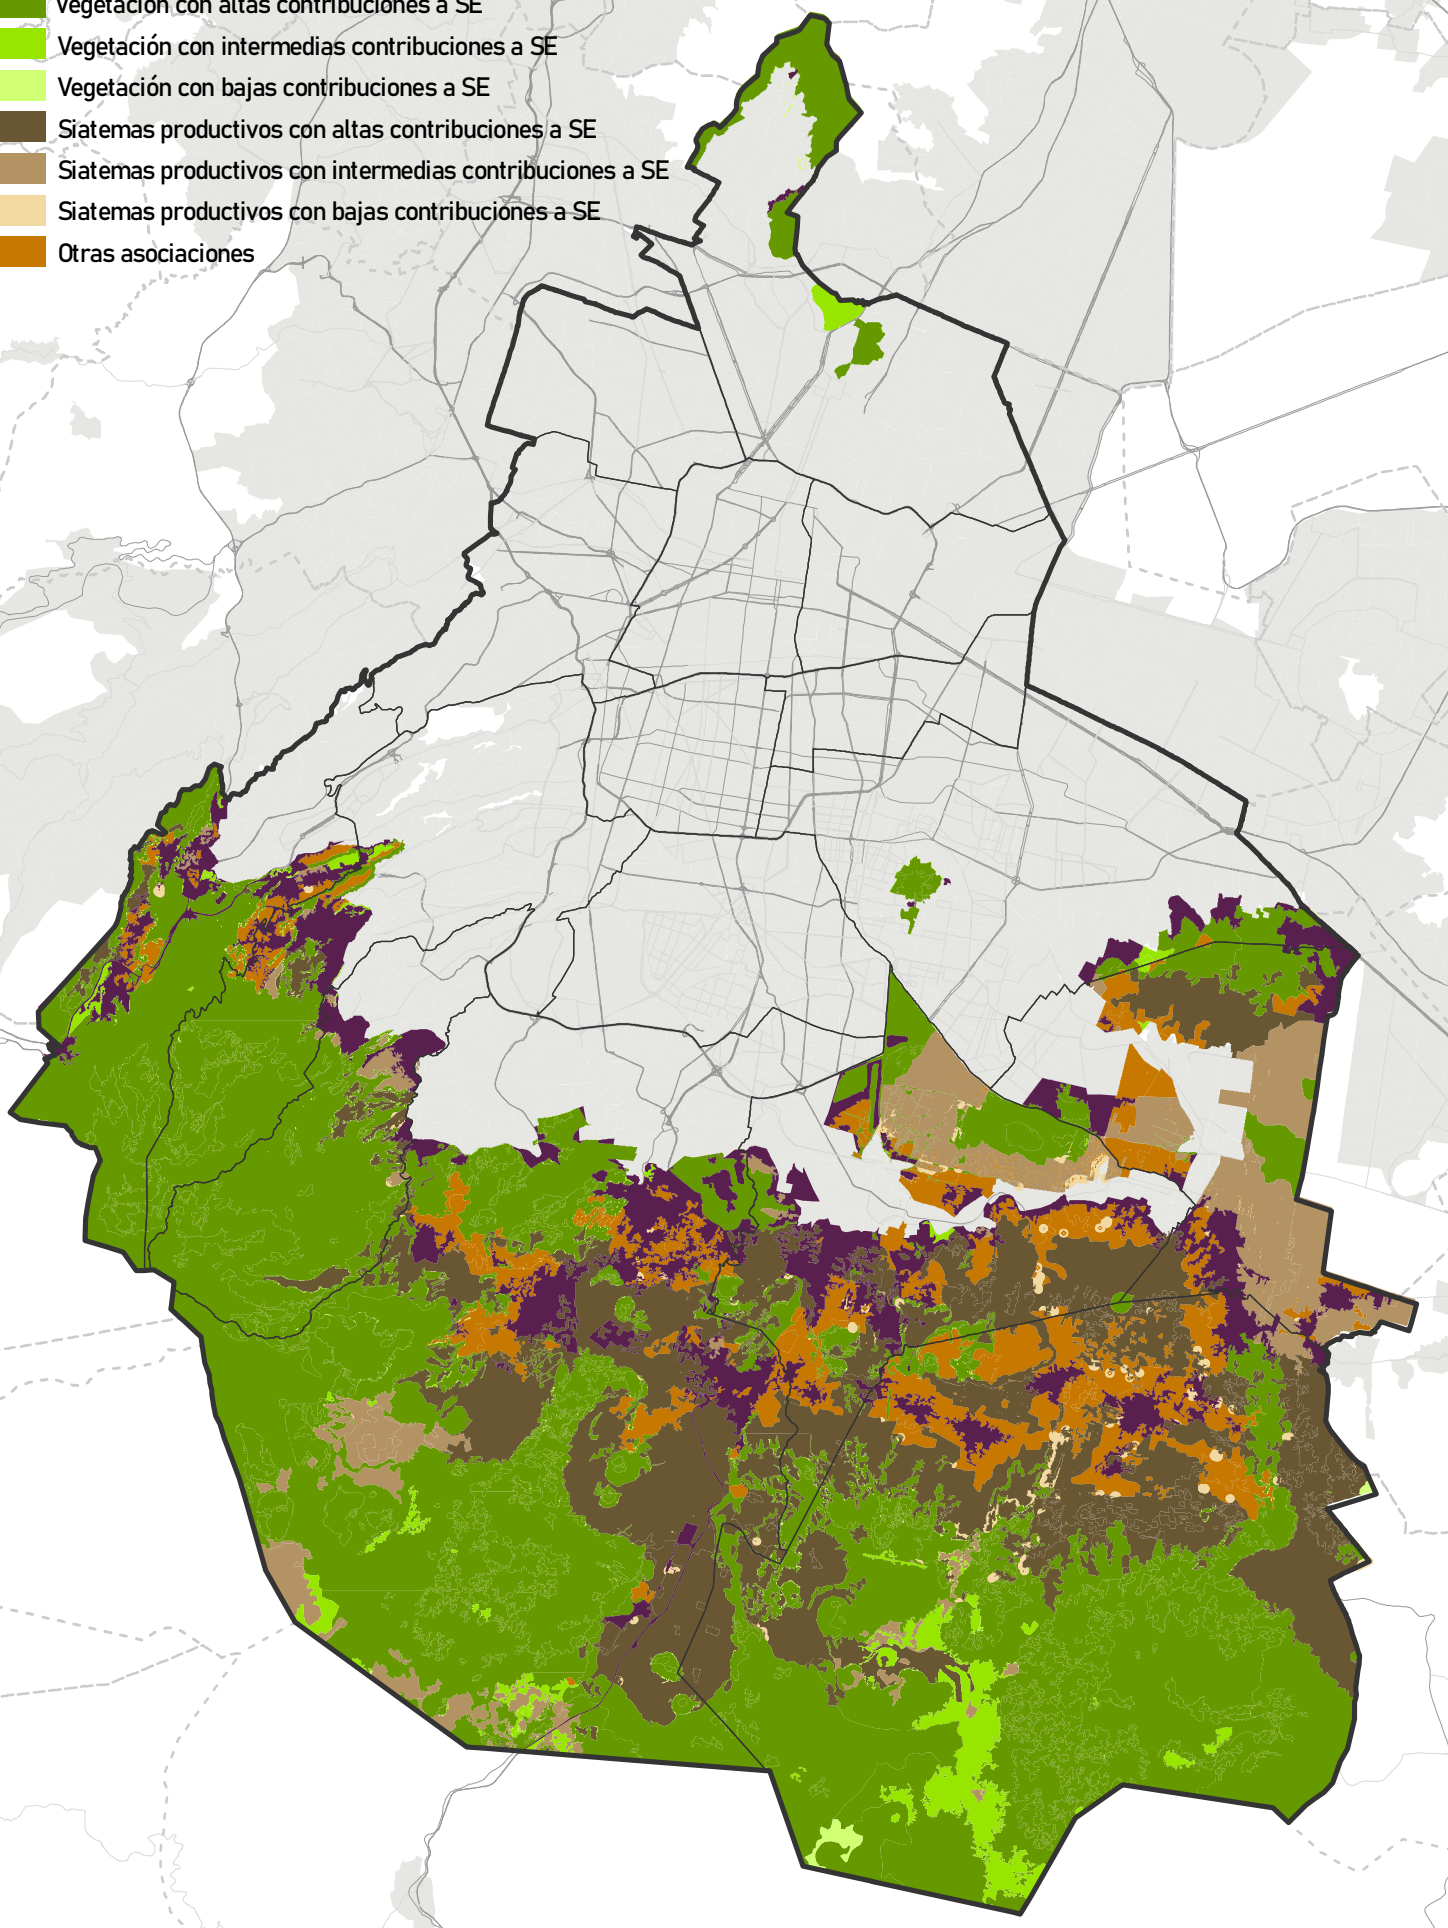 Vegetación con altas contribuciones a SE
Vegetación con intermedias contribuciones a SE
Vegetación con bajas contribuciones a SE
Siatemas productivos con altas contribuciones a SE
Siatemas productivos con intermedias contribuciones a SE
Siatemas productivos con bajas contribuciones a SE
Otras asociaciones